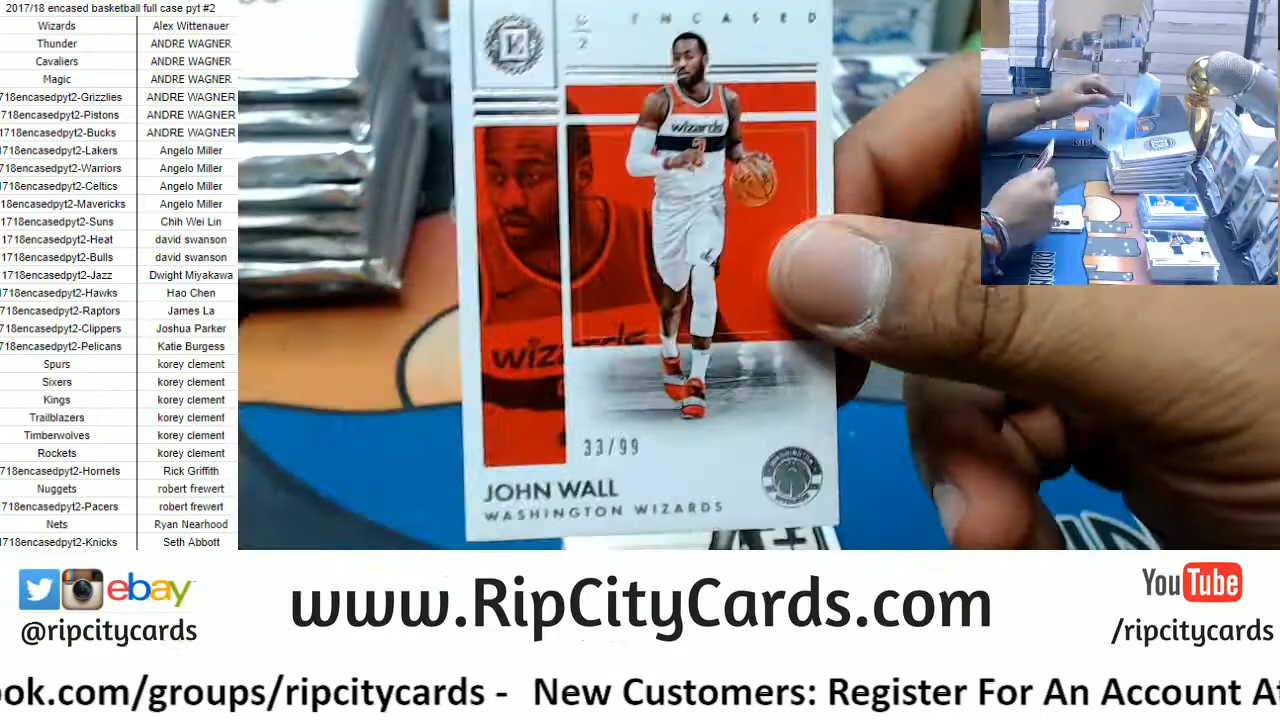 2017/18 encased basketball full case pyt #2
Wizards Alex Wittenauer
Thunder ANDRE WAGNER
Cavaliers ANDRE WAGNER
Magic ANDRE WAGNER
718encasedpyt2-Grizzlies ANDRE WAGNER
718encasedpyt2-Pistons ANDRE WAGNER
718encasedpyt2-Bucks ANDRE WAGNER
1718encasedpyt2-Lakers Angelo Miller
718encasedpyt2-Warriors Angelo Miller
1718encasedpyt2-Celtics Angelo Miller
18encasedpyt2-Mavericks Angelo Miller
1718encasedpyt2-Suns Chih Wei Lin
1718encasedpyt2-Heat david swanson
1718encasedpyt2-Bulls david swanson
1718encasedpyt2-Jazz Dwight Miyakawa
1718encasedpyt2-Hawks Hao Chen
718encasedpyt2-Raptors James La
718encasedpyt2-Clippers Joshua Parker
718encasedpyt2-Pelicans Katie Burgess
Spurs korey clement
Sixers korey clement
Kings korey clement
Trailblazers korey clement
Timberwolves korey clement
Rockets korey clement
718encasedpyt2-Hornets Rick Griffith
Nuggets robert frewert
718encasedpyt2-Pacers robert frewert
Nets Ryan Nearhood
1718encasedpyt2-Knicks Seth Abbott
ENCASED
G
2
wizards
2
wizards
33/99
JOHN WALL
WASHINGTON WIZARDS
WASHINGTON
WIZARDS
ebay
@ripcitycards
www.RipCityCards.com
YouTube
/ripcitycards
ook.com/groups/ripcitycards - New Customers: Register For An Account At